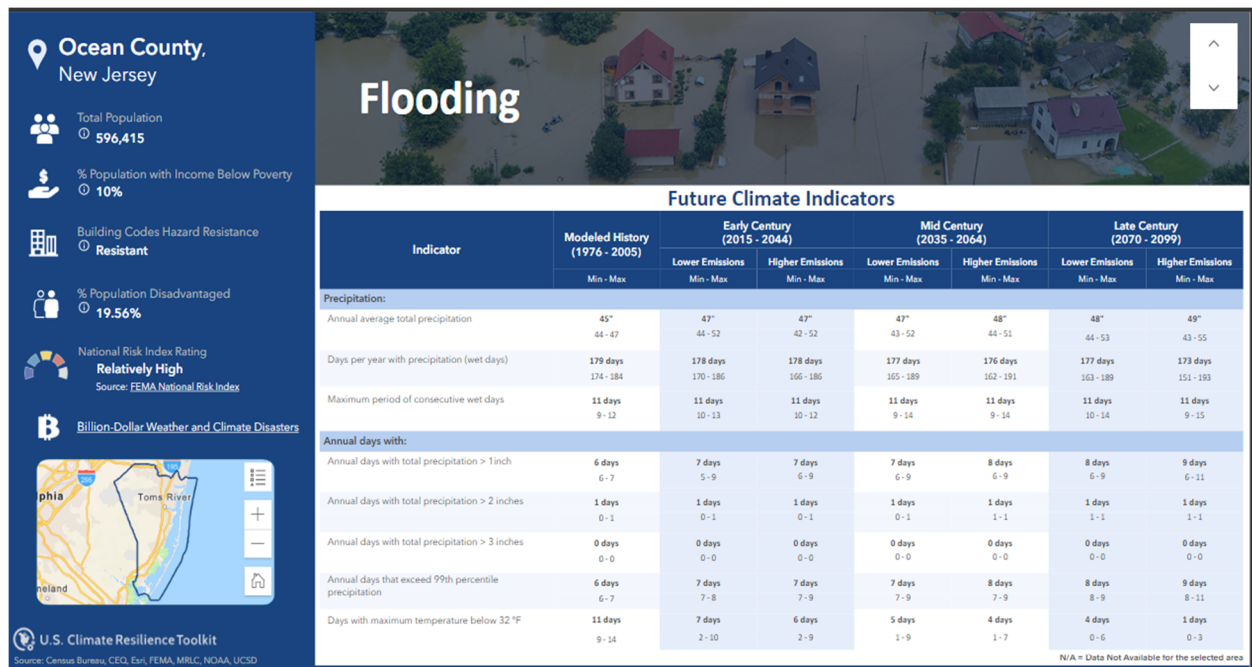 Ocean County,
New Jersey
Total Population
596,415
% Population with Income Below Poverty
10%
Building Codes Hazard Resistance
Resistant
% Population Disadvantaged
19.56%
National Risk Index Rating
Relatively High
Source: FEMA National Risk Index
Billion-Dollar Weather and Climate Disasters
195
295
phia
Toms River
neland
U.S. Climate Resilience Toolkit
Source: Census Bureau, CEQ, Esri, FEMA, MRLC, NOAA, UCSD
Flooding
Future Climate Indicators
Indicator Modeled History (1976 - 2005) Early Century (2015 - 2044) Mid Century (2035 - 2064) Late Century (2070 - 2099)
Lower Emissions Higher Emissions Lower Emissions Higher Emissions Lower Emissions Higher Emissions
Min - Max Min - Max Min - Max Min - Max Min - Max Min - Max Min - Max
Precipitation:
Annual average total precipitation 45" 47" 47" 47" 48" 48" 49"
44 - 47 44 - 52 42 - 52 43 - 52 44 - 51 44 - 53 43 - 55
Days per year with precipitation (wet days) 179 days 178 days 178 days 177 days 176 days 177 days 173 days
174 - 184 170 - 186 166 - 186 165 - 189 162 - 191 163 - 189 151 - 193
Maximum period of consecutive wet days 11 days 11 days 11 days 11 days 11 days 11 days 11 days
9 - 12 10 - 13 10 - 12 9 - 14 9 - 14 10 - 14 9 - 15
Annual days with:
Annual days with total precipitation > 1inch 6 days 7 days 7 days 7 days 8 days 8 days 9 days
6 - 7 5 - 9 6 - 9 6 - 9 6 - 9 6 - 9 6 - 11
Annual days with total precipitation > 2 inches 1 days 1 days 1 days 1 days 1 days 1 days 1 days
0 - 1 0 - 1 0 - 1 0 - 1 1 - 1 1 - 1 1 - 1
Annual days with total precipitation > 3 inches 0 days 0 days 0 days 0 days 0 days 0 days 0 days
0 - 0 0 - 0 0 - 0 0 - 0 0 - 0 0 - 0 0 - 0
Annual days that exceed 99th percentile precipitation 6 days 7 days 7 days 7 days 8 days 8 days 9 days
6 - 7 7 - 8 7 - 9 7 - 9 7 - 9 8 - 9 8 - 11
Days with maximum temperature below 32 °F 11 days 7 days 6 days 5 days 4 days 4 days 1 days
9 - 14 2 - 10 2 - 9 1 - 9 1 - 7 0 - 6 0 - 3
N/A = Data Not Available for the selected area